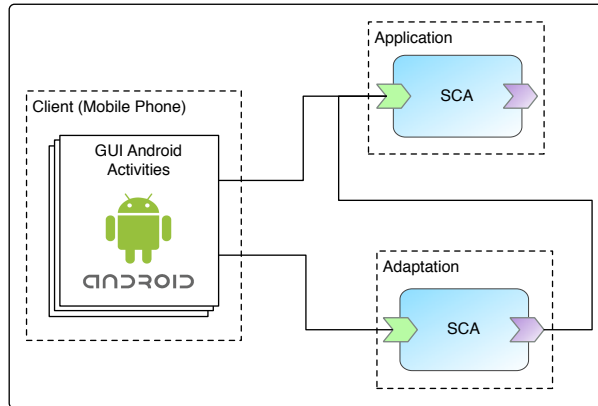 Application
SCA
Client (Mobile Phone)
GUI Android
Activities
ANDROID
Adaptation
SCA